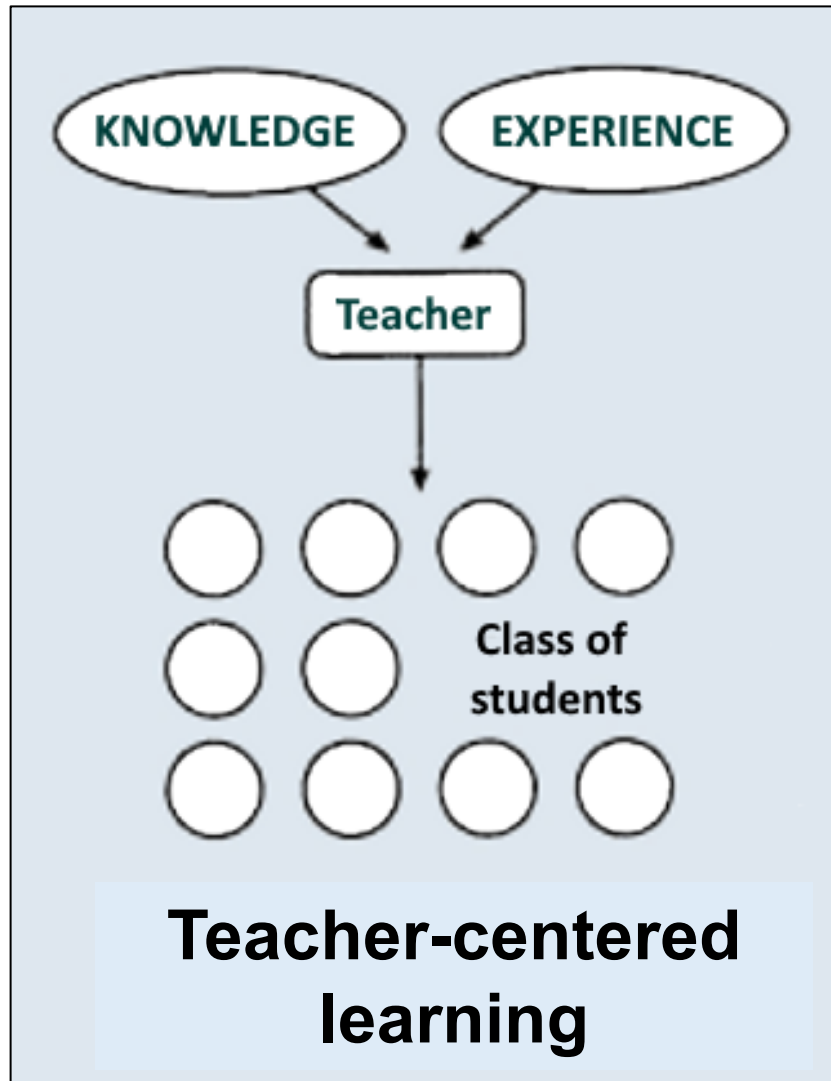 KNOWLEDGE
EXPERIENCE
Teacher
Class of
students
Teacher-centered
learning